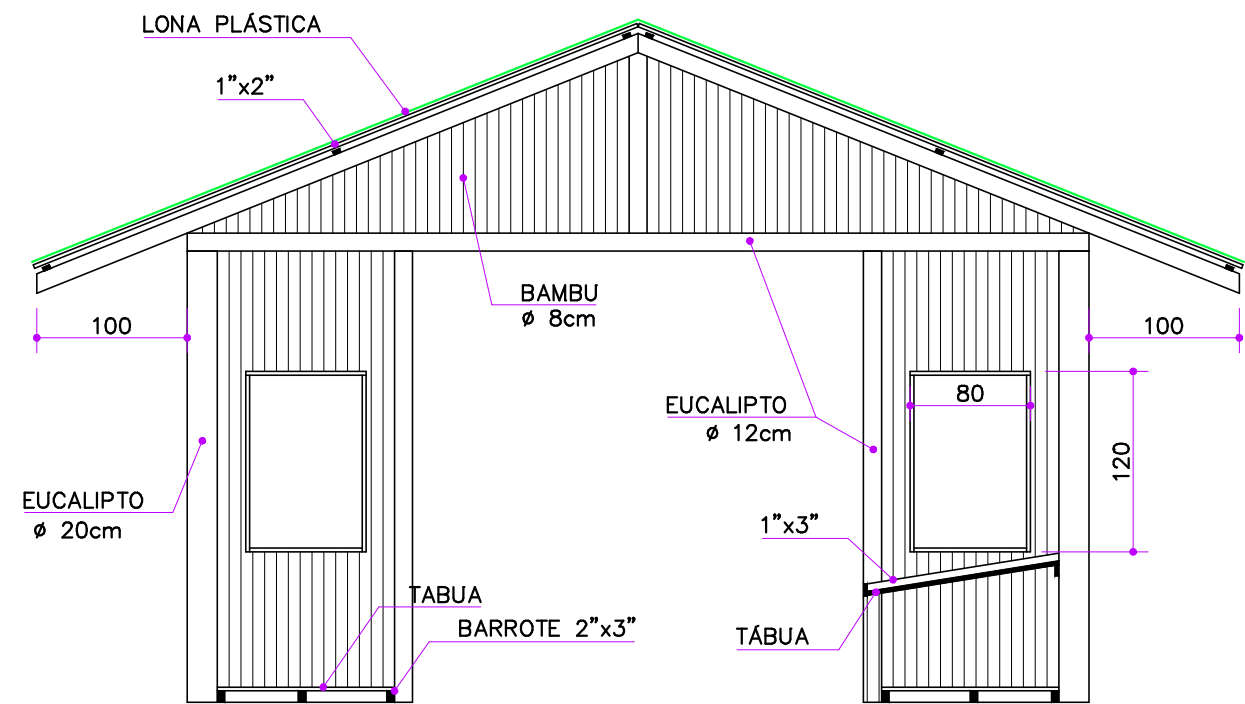 LONA PLÁSTICA
1”x2”
BAMBU
ø 8cm
100
100
80
EUCALIPTO
ø 12cm
120
EUCALIPTO
ø 20cm
1”x3”
TABUA
BARROTE 2”x3”
TÁBUA